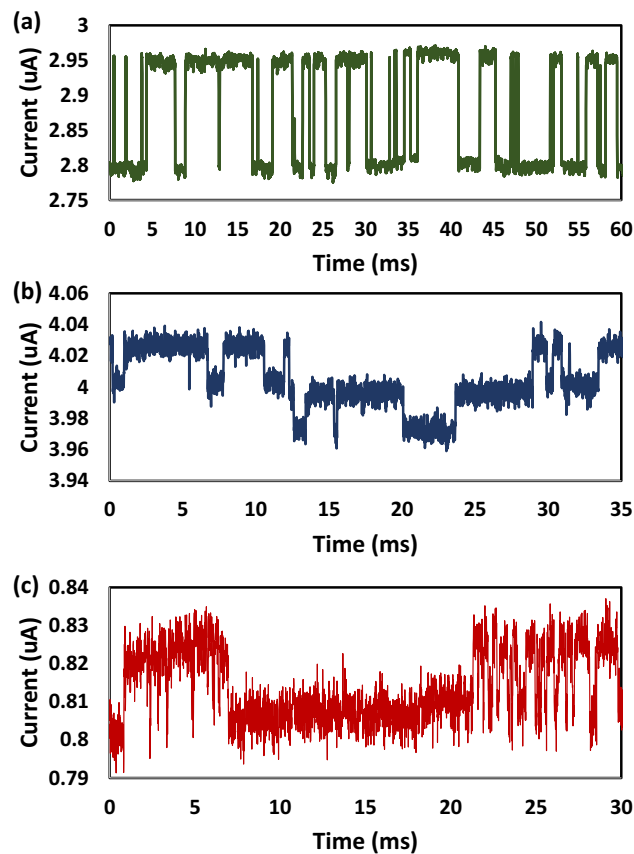 (a)
3
2.95
2.9
2.85
2.8
2.75
Current (uA)
0 5 10 15 20 25 30 35 40 45 50 55 60
Time (ms)
(b)
4.06
4.04
4.02
4
3.98
3.96
3.94
Current (uA)
0 5 10 15 20 25 30 35
Time (ms)
(c)
0.84
0.83
0.82
0.81
0.8
0.79
Current (uA)
0 5 10 15 20 25 30
Time (ms)